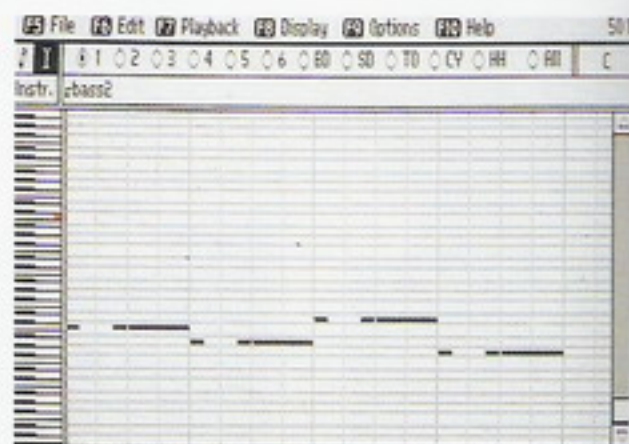 F5 File F6 Edit F7 Playback F8 Display F9 Options F10 Help
1 2 3 4 5 6 BD SD TO CY HH All C
Instr. rbass2